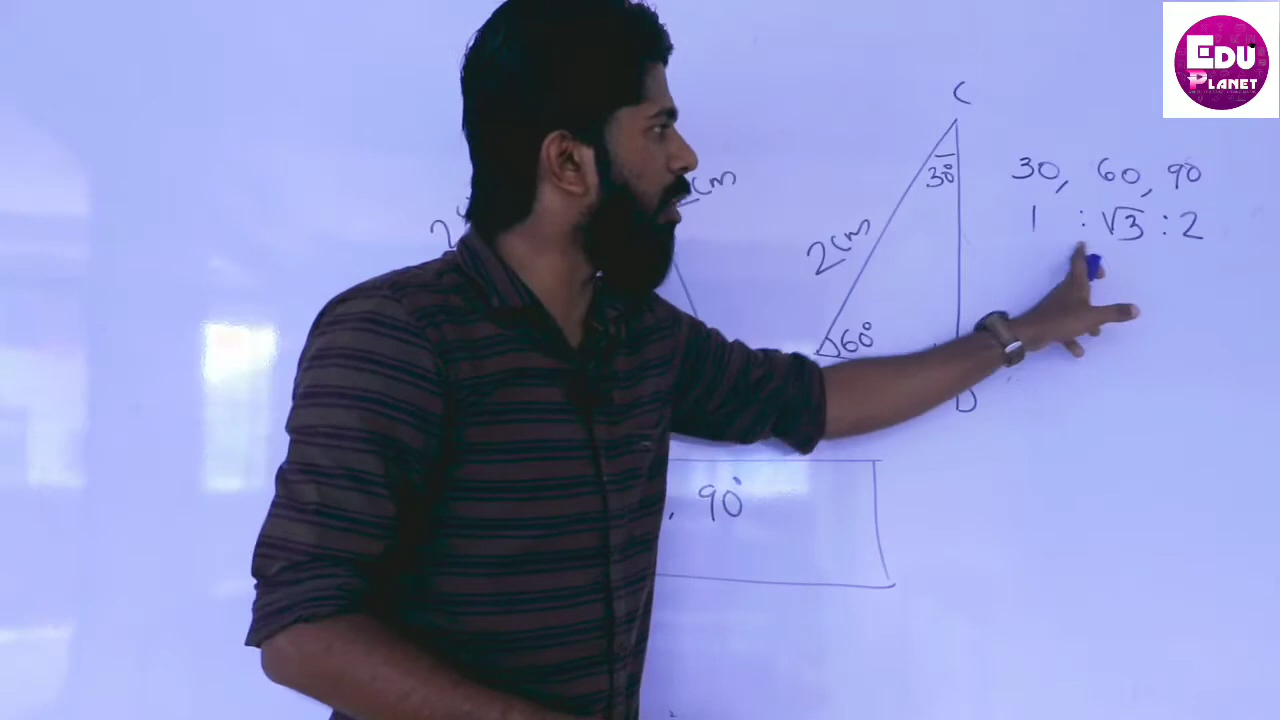 EDU
PLANET
C
30°
30, 60, 90
1 : √3 : 2
2cm
cm
60°
D
, 90°